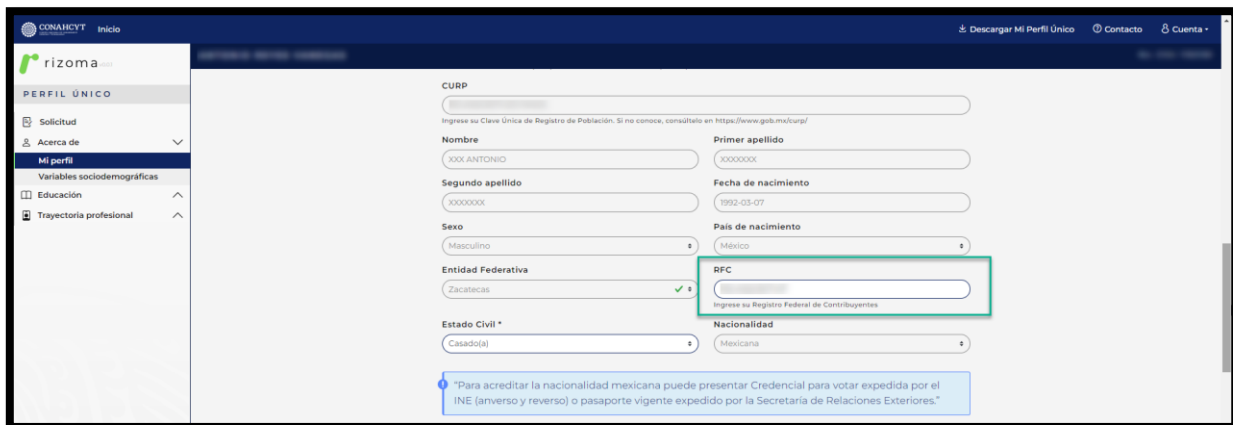 CONAHCYT Inicio Descargar Mi Perfil Único Contacto Cuenta
rizoma
PERFIL ÚNICO
Solicitud
Acerca de
Mi perfil
Variables sociodemográficas
Educación
Trayectoria profesional
CURP
Ingrese su Clave Única de Registro de Población. Si no conoce, consúltelo en https://www.gob.mx/curp/
Nombre Primer apellido
XXX ANTONIO XXXXXXX
Segundo apellido Fecha de nacimiento
XXXXXXX 1992-03-07
Sexo País de nacimiento
Masculino México
Entidad Federativa RFC
Zacatecas
Ingrese su Registro Federal de Contribuyentes
Estado Civil * Nacionalidad
Casado(a) Mexicana
"Para acreditar la nacionalidad mexicana puede presentar Credencial para votar expedida por el
INE (anverso y reverso) o pasaporte vigente expedido por la Secretaría de Relaciones Exteriores."